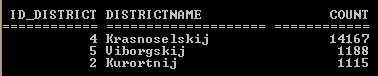 ID_DISTRICT DISTRICTNAME COUNT
=========== ==================== ============
4 Krasnoselskij 14167
5 Viborgskij 1188
2 Kurortnij 1115